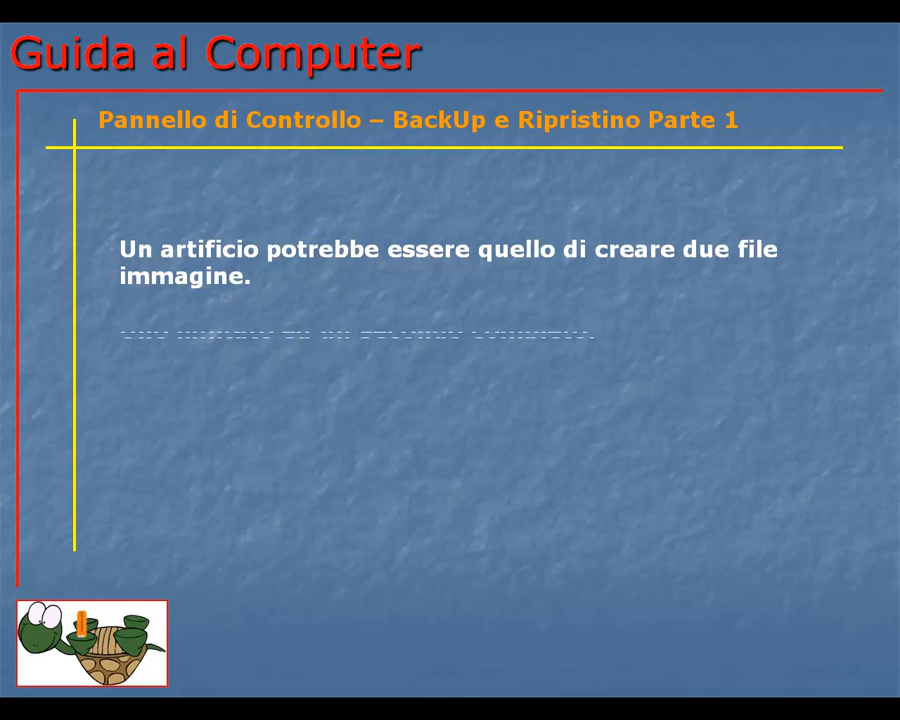 Guida al Computer
Pannello di Controllo – BackUp e Ripristino Parte 1
Un artificio potrebbe essere quello di creare due file
immagine.